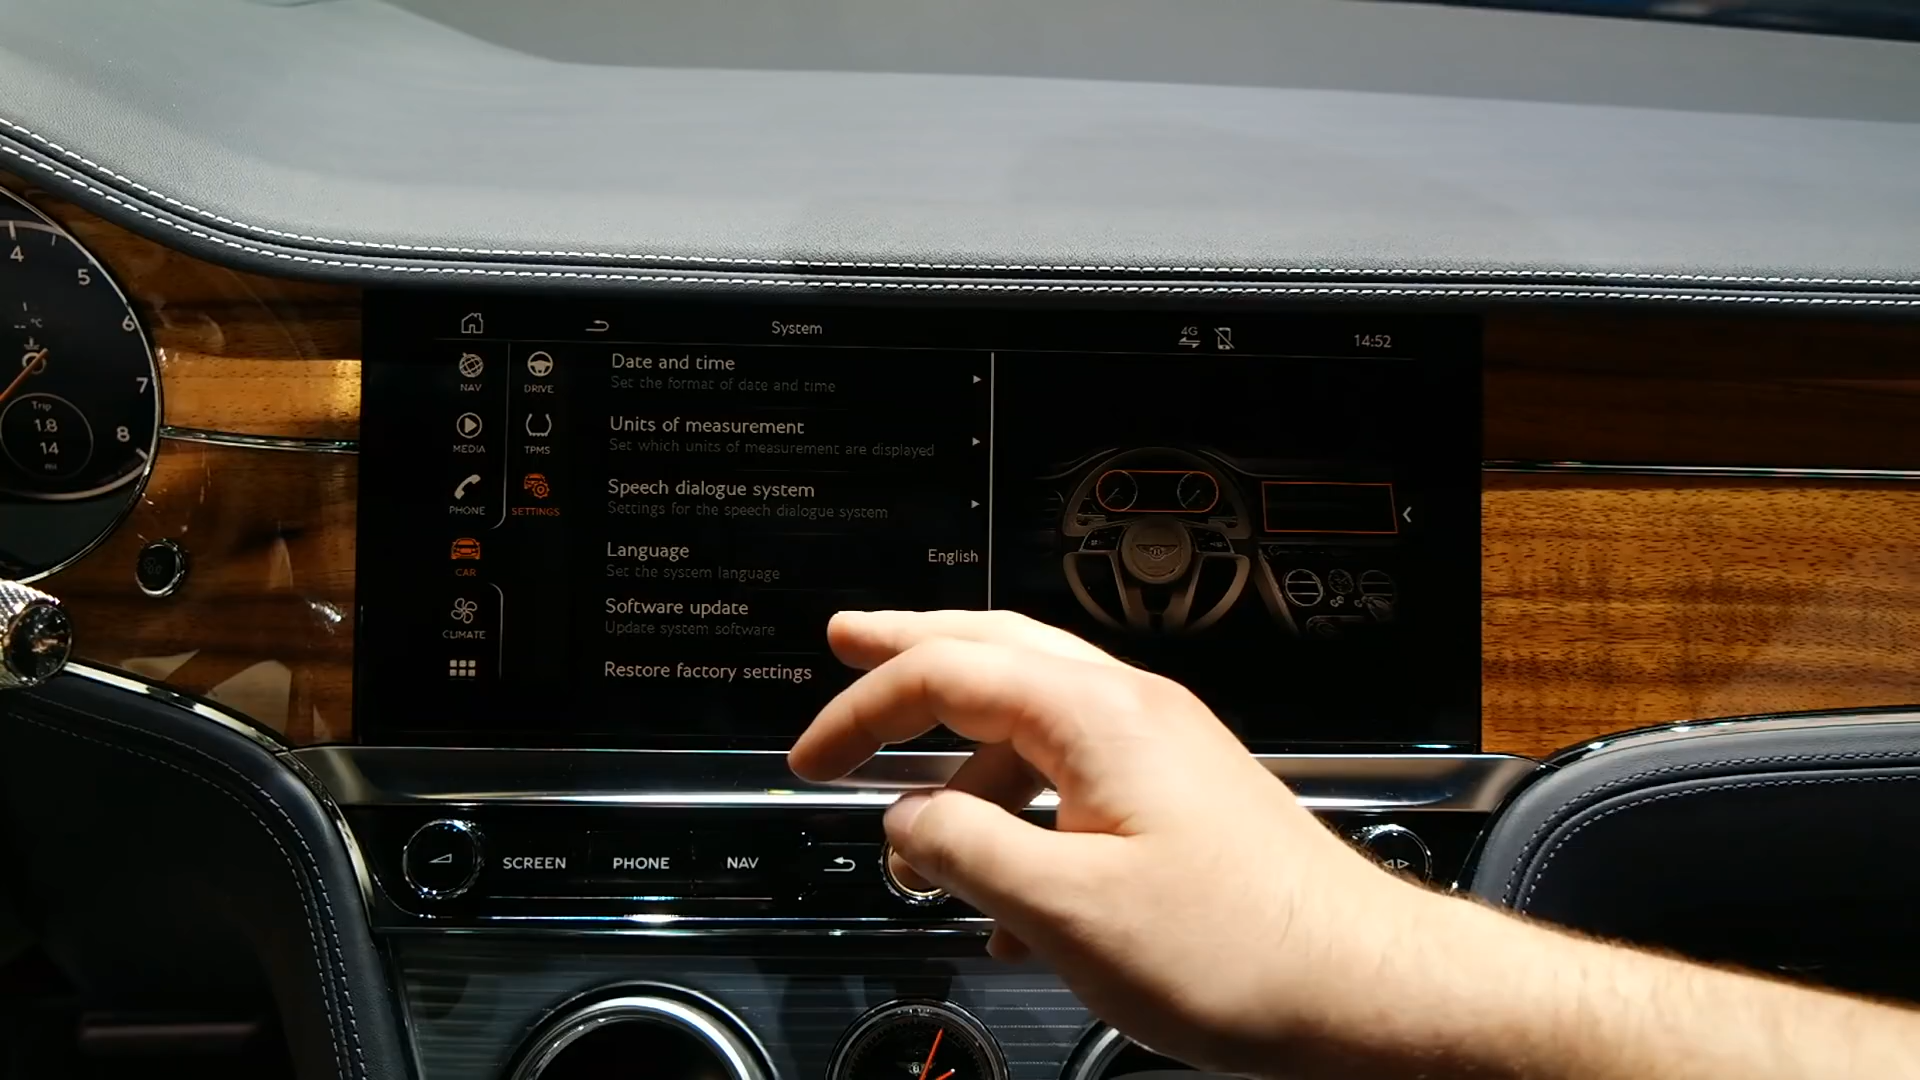 4
5
6
7
8
°C
Trip
1.8
14
System
4G
14:52
NAV
MEDIA
PHONE
CAR
CLIMATE
DRIVE
TPMS
SETTINGS
Date and time
Set the format of date and time
Units of measurement
Set which units of measurement are displayed
Speech dialogue system
Settings for the speech dialogue system
Language English
Set the system language
Software update
Update system software
Restore factory settings
SCREEN PHONE NAV